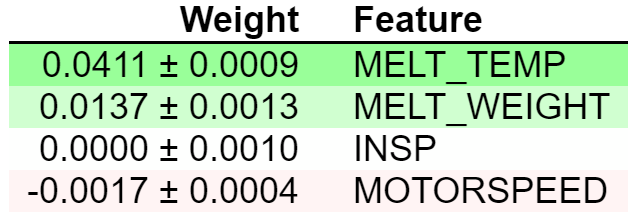 Weight Feature
0.0411 ± 0.0009 MELT_TEMP
0.0137 ± 0.0013 MELT_WEIGHT
0.0000 ± 0.0010 INSP
-0.0017 ± 0.0004 MOTORSPEED